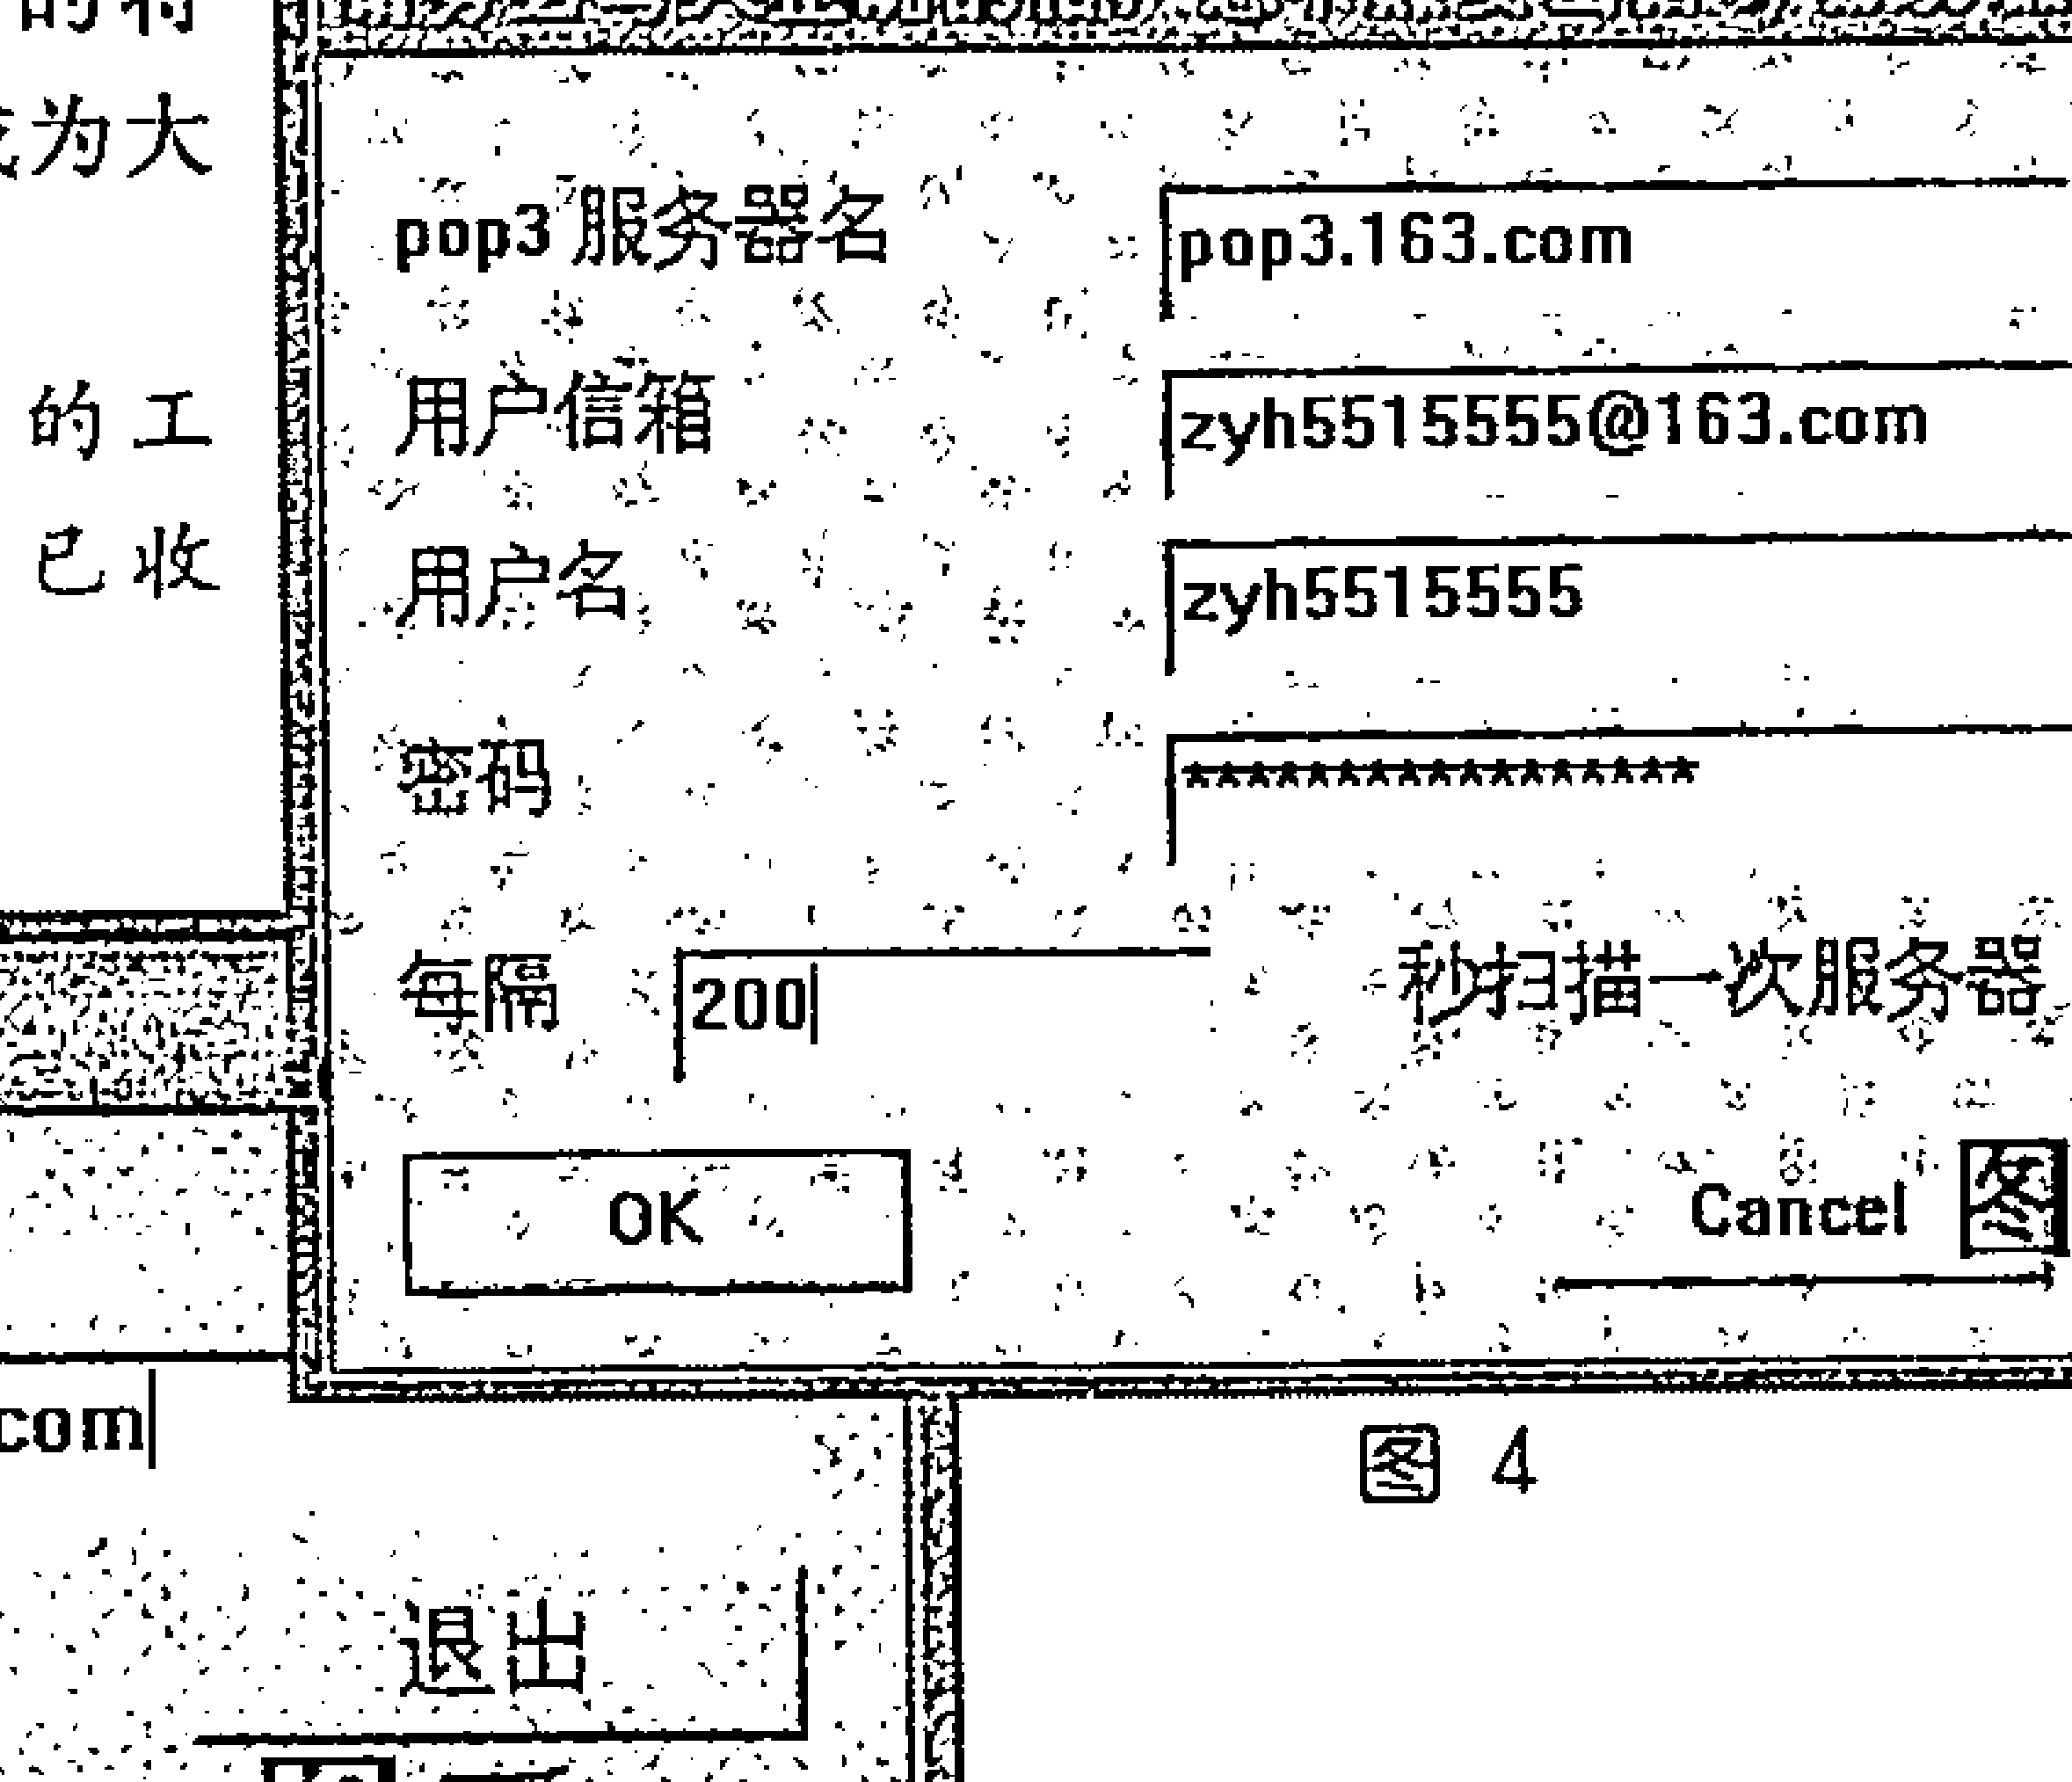 为大
的工
已收
pop3 服务器名 pop3.163.com
用户信箱 zyh5515555@163.com
用户名 zyh5515555
密码 *****************
每隔 200 秒扫描一次服务器
OK Cancel 图
com
图 4
退出